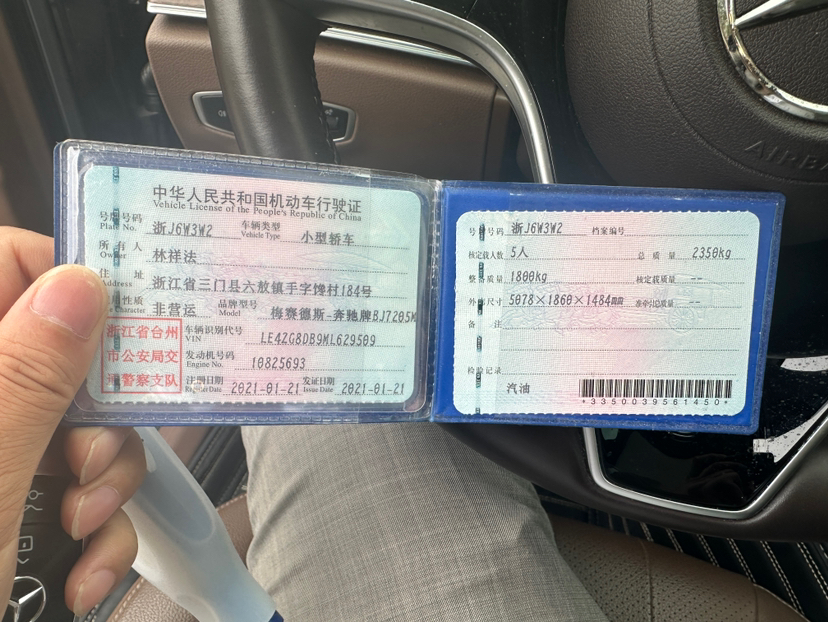 中华人民共和国机动车行驶证
Vehicle License of the People's Republic of China
号牌号码 浙J6W3W2 车辆类型 小型轿车
Plate No. Vehicle Type
所有人 林祥法
Owner
住址 浙江省三门县六敖镇手字馋村184号
Address
使用性质 非营运 品牌型号 梅赛德斯-奔驰牌BJ7205W
Use Character Model
浙江省台州
市公安局交
通警察支队
车辆识别代号 LE4ZG8DB9ML629509
VIN
发动机号码 10825693
Engine No.
注册日期 2021-01-21 发证日期 2021-01-21
Register Date Issue Date
号牌号码 浙J6W3W2 档案编号
核定载人数 5人 总质量 2350kg
整备质量 1800kg 核定载质量 --
外廓尺寸 5078×1860×1484mm 准牵引总质量 --
备注
检验记录
汽油
*3350039561450*
AIRBA